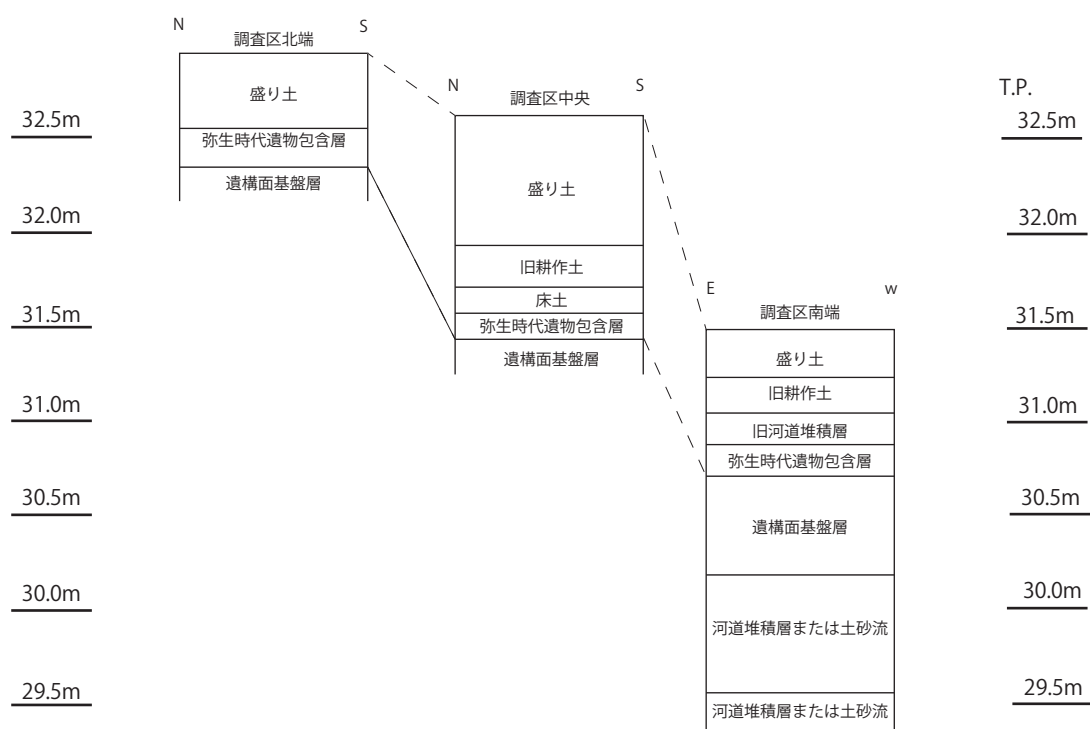 N
S
調査区北端
盛り土
弥生時代遺物包含層
遺構面基盤層
N
S
調査区中央
盛り土
旧耕作土
床土
弥生時代遺物包含層
遺構面基盤層
E
w
調査区南端
盛り土
旧耕作土
旧河道堆積層
弥生時代遺物包含層
遺構面基盤層
河道堆積層または土砂流
河道堆積層または土砂流
32.5m
32.0m
31.5m
31.0m
30.5m
30.0m
29.5m
T.P.
32.5m
32.0m
31.5m
31.0m
30.5m
30.0m
29.5m